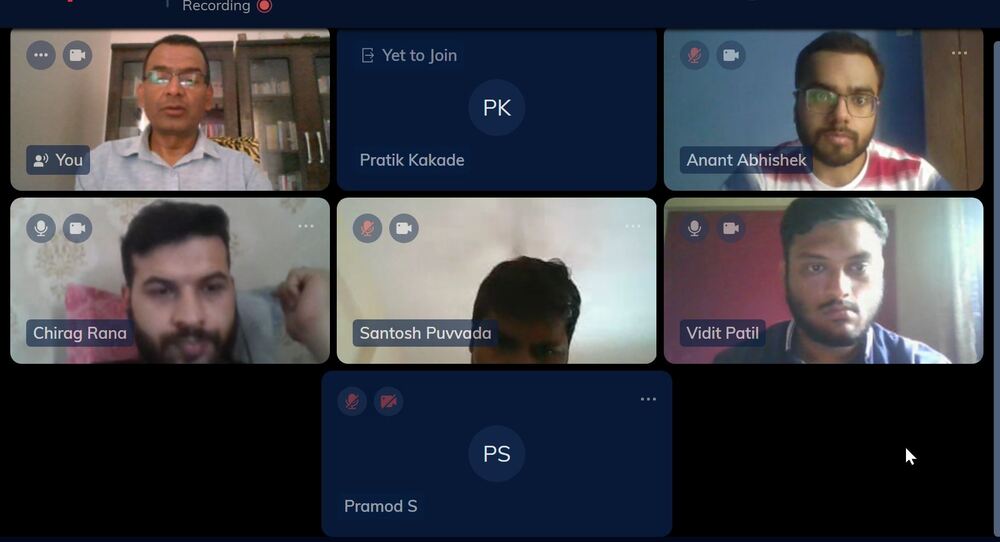 Recording
Yet to Join
PK
You
Pratik Kakade
Anant Abhishek
Chirag Rana
Santosh Puvvada
Vidit Patil
PS
Pramod S